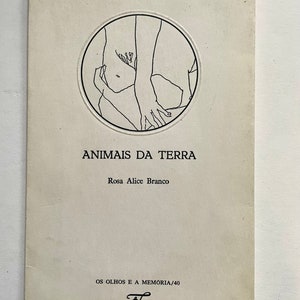 ANIMAIS DA TERRA
Rosa Alice Branco
OS OLHOS E A MEMÓRIA/40